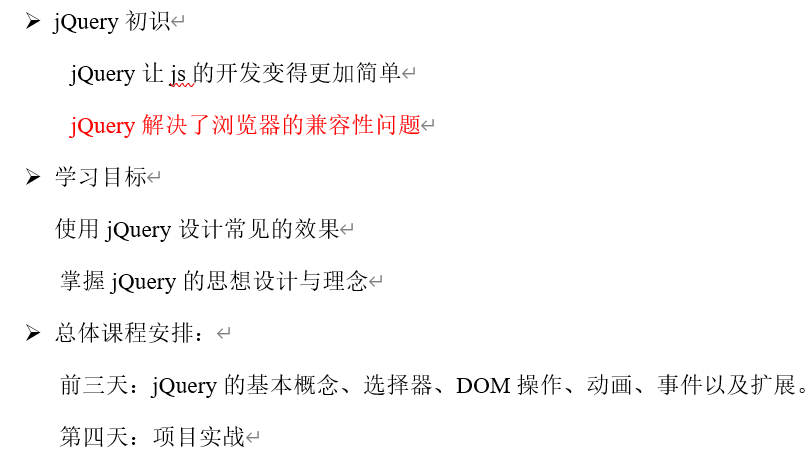 jQuery 初识
jQuery 让 js 的开发变得更加简单
jQuery 解决了浏览器的兼容性问题
学习目标
使用 jQuery 设计常见的效果
掌握 jQuery 的思想设计与理念
总体课程安排：
前三天：jQuery 的基本概念、选择器、DOM 操作、动画、事件以及扩展。
第四天：项目实战